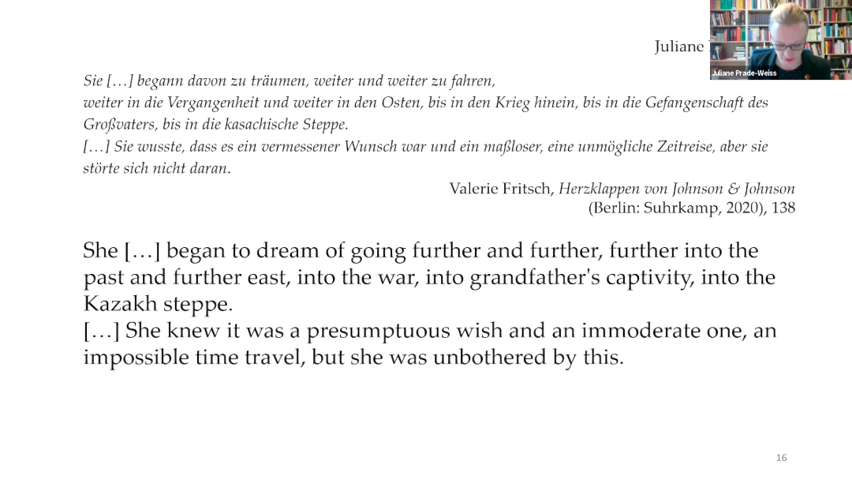 Juliane
Juliane Prade-Weiss
Sie […] begann davon zu träumen, weiter und weiter zu fahren,
weiter in die Vergangenheit und weiter in den Osten, bis in den Krieg hinein, bis in die Gefangenschaft des
Großvaters, bis in die kasachische Steppe.
[…] Sie wusste, dass es ein vermessener Wunsch war und ein maßloser, eine unmögliche Zeitreise, aber sie
störte sich nicht daran.
Valerie Fritsch, Herzklappen von Johnson & Johnson
(Berlin: Suhrkamp, 2020), 138
She […] began to dream of going further and further, further into the
past and further east, into the war, into grandfather's captivity, into the
Kazakh steppe.
[…] She knew it was a presumptuous wish and an immoderate one, an
impossible time travel, but she was unbothered by this.
16